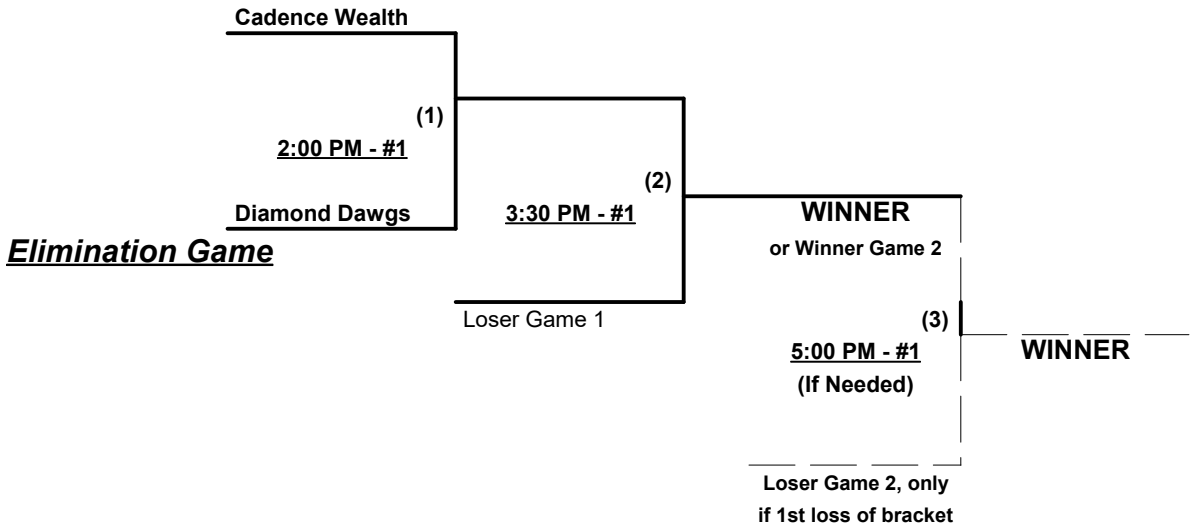 Cadence Wealth
(1)
2:00 PM - #1
Diamond Dawgs
Elimination Game
(2)
3:30 PM - #1
Loser Game 1
WINNER
or Winner Game 2
(3)
5:00 PM - #1
(If Needed)
WINNER
Loser Game 2, only
if 1st loss of bracket